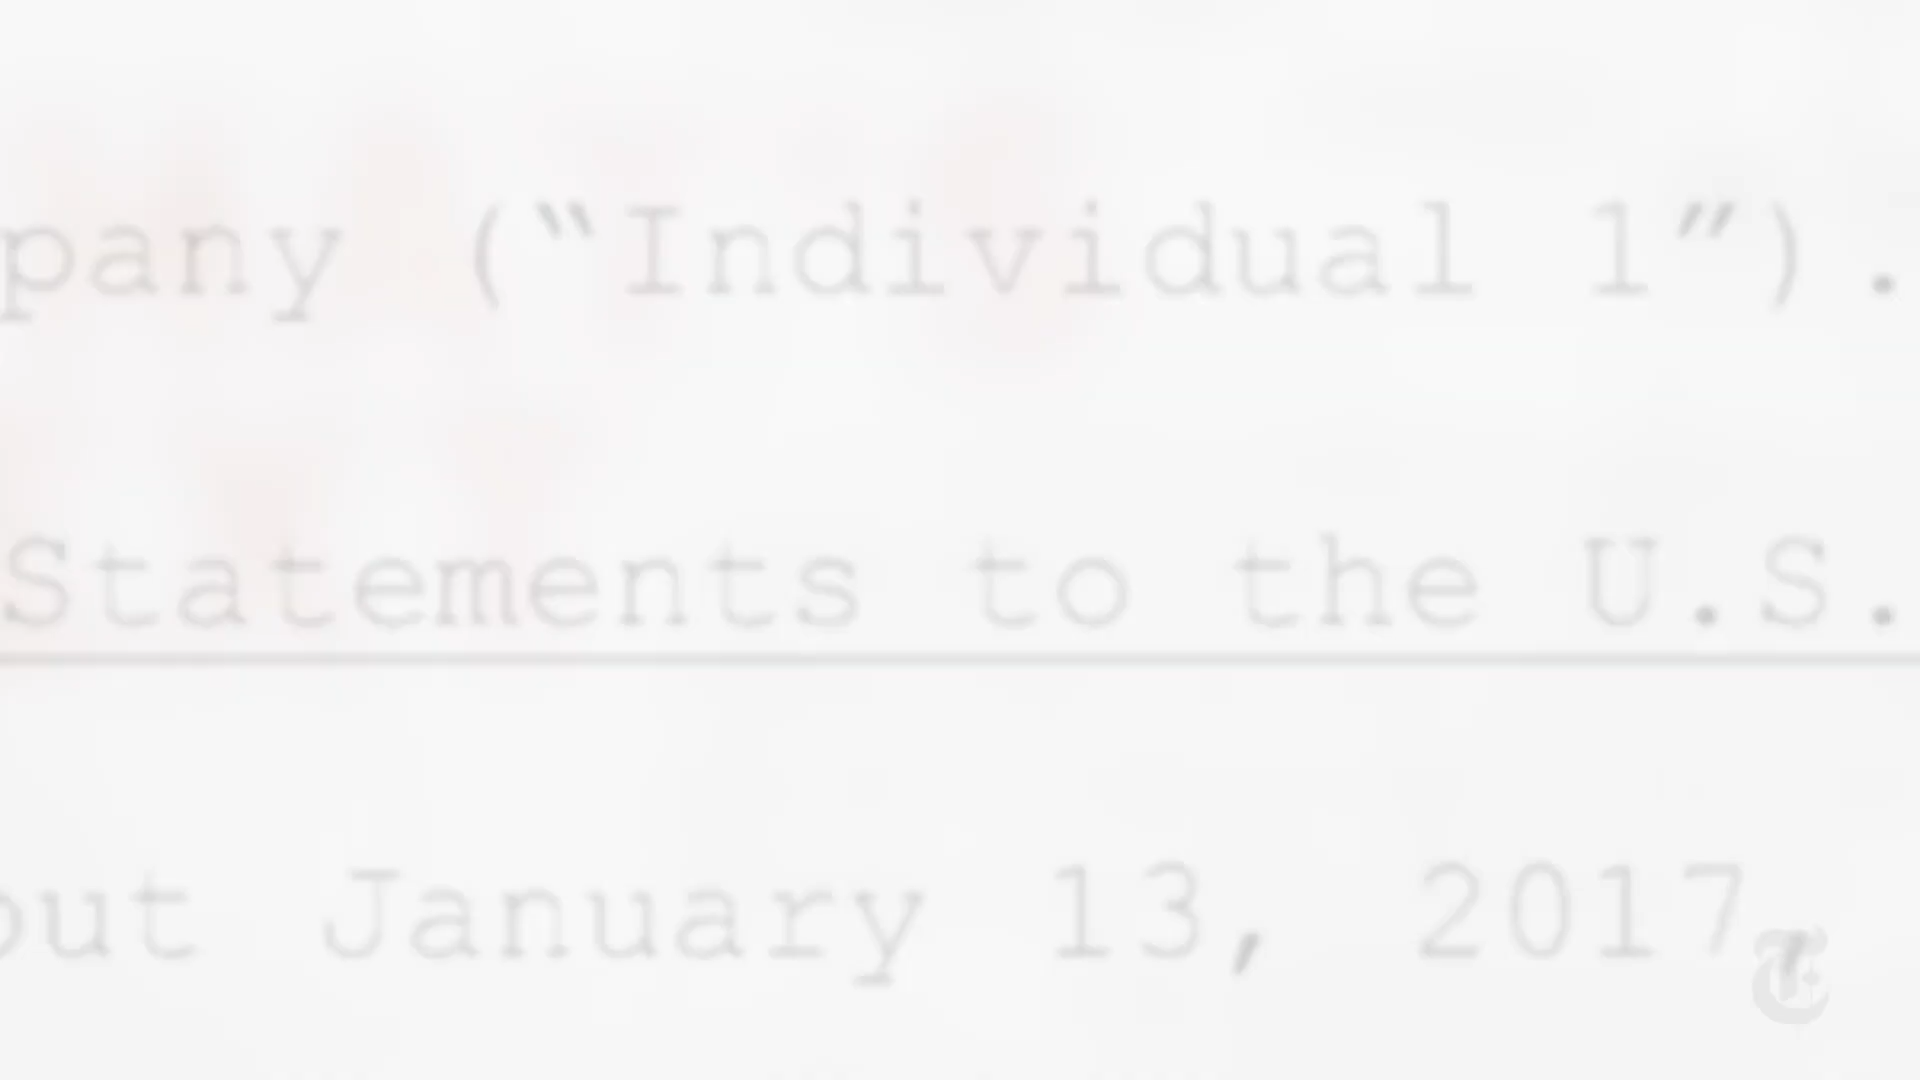 pany (“Individual 1”).
Statements to the U.S.
out January 13, 2017,
T